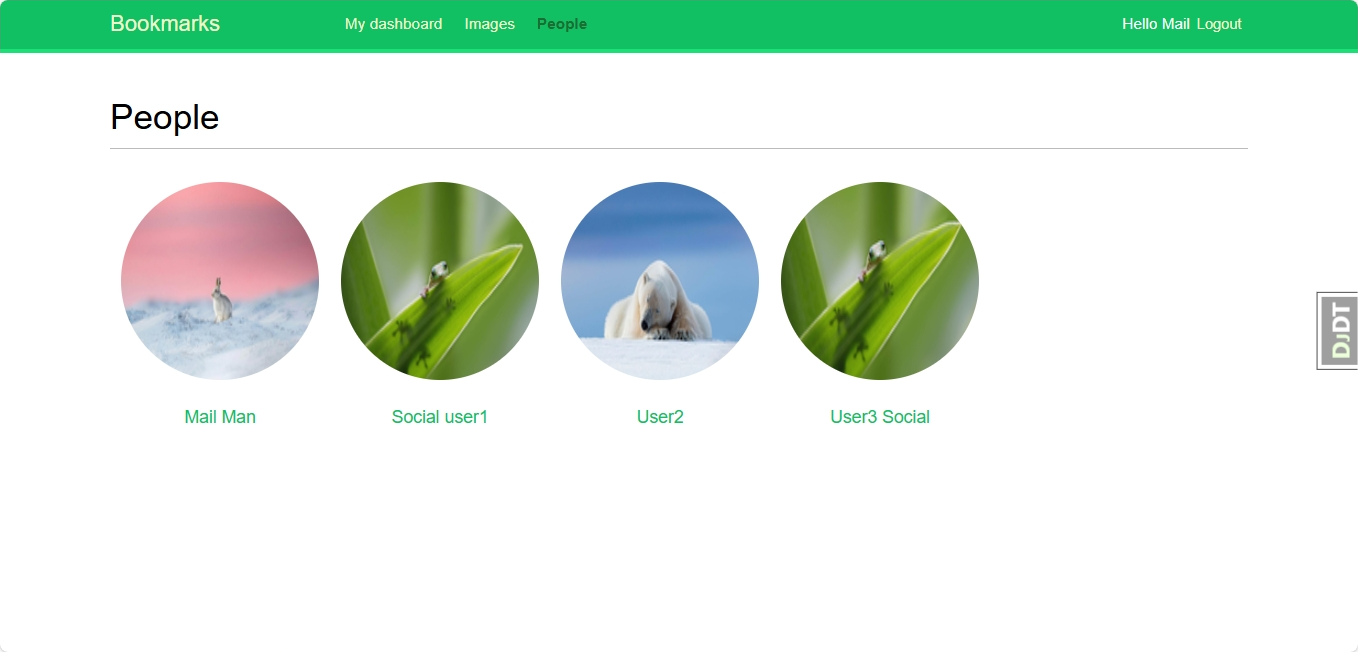 Bookmarks My dashboard Images People Hello Mail Logout
People
DjDT
Mail Man Social user1 User2 User3 Social